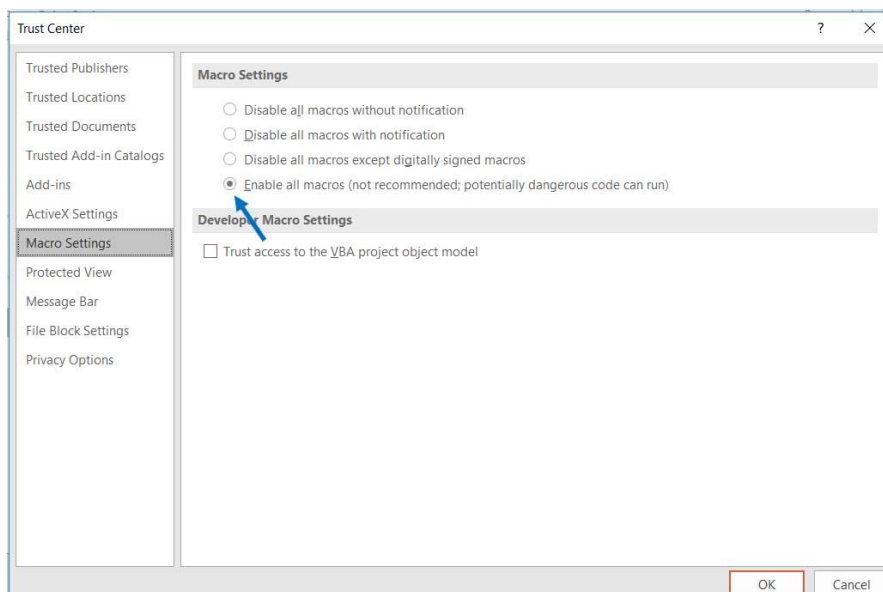 Trust Center
?
Trusted Publishers
Trusted Locations
Trusted Documents
Trusted Add-in Catalogs
Add-ins
ActiveX Settings
Macro Settings
Protected View
Message Bar
File Block Settings
Privacy Options
Macro Settings
Disable all macros without notification
Disable all macros with notification
Disable all macros except digitally signed macros
Enable all macros (not recommended; potentially dangerous code can run)
Developer Macro Settings
Trust access to the VBA project object model
OK
Cancel